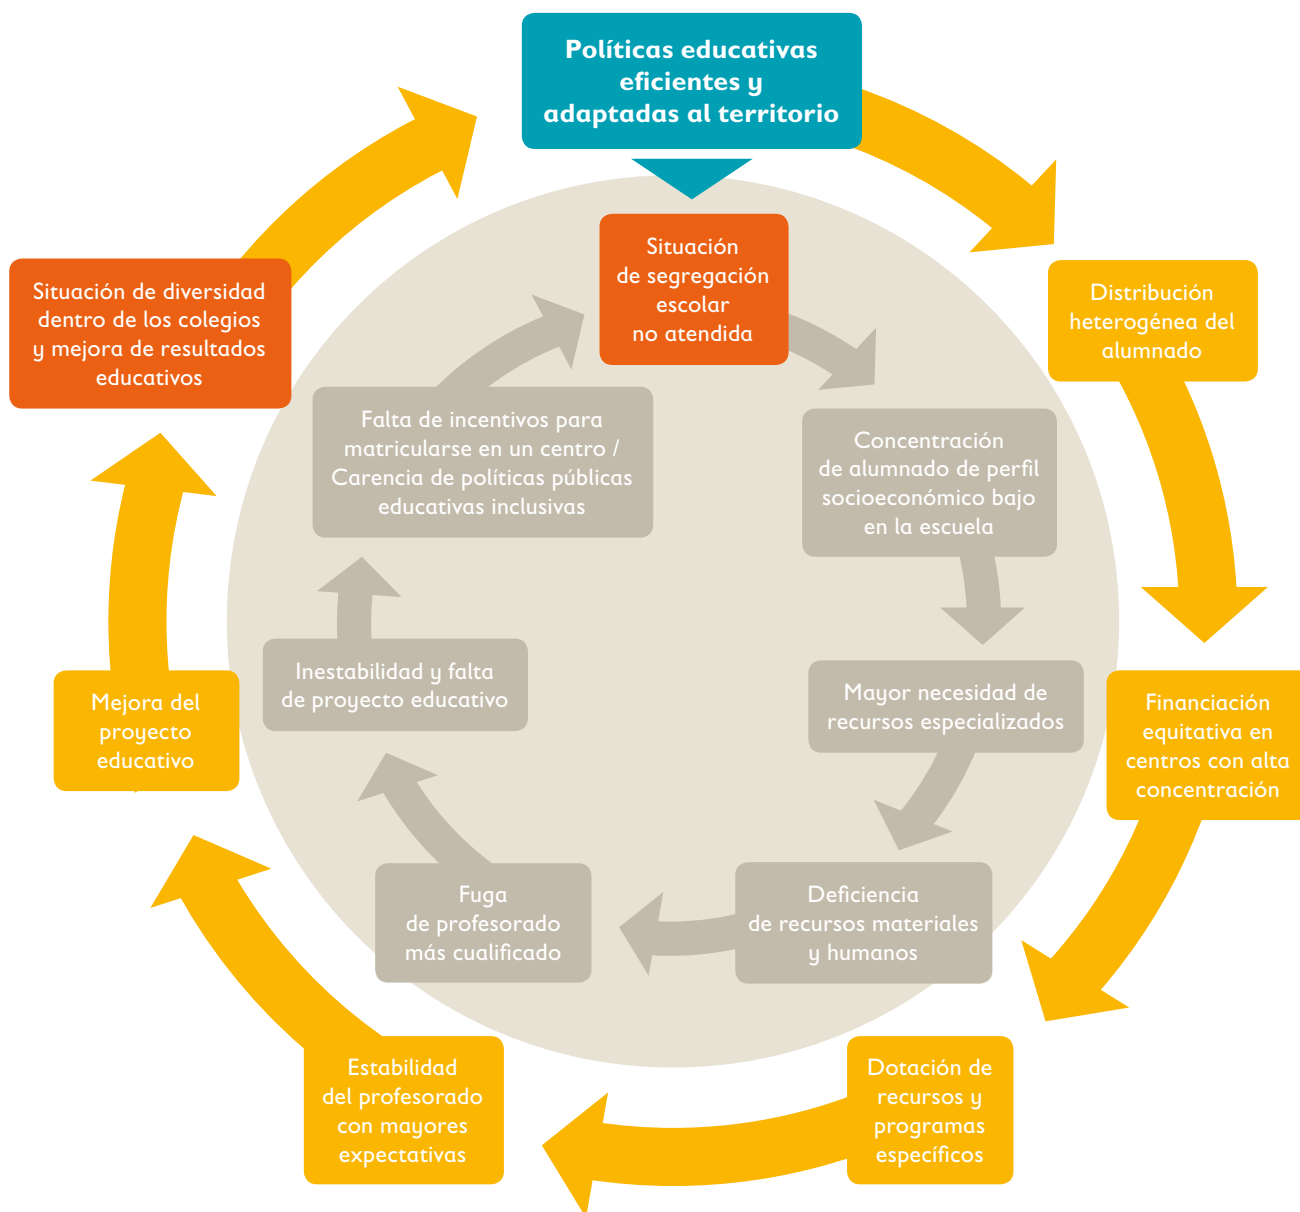 Políticas educativas
eficientes y
adaptadas al territorio
Situación
de segregación
escolar
no atendida
Situación de diversidad
dentro de los colegios
y mejora de resultados
educativos
Distribución
heterogénea del
alumnado
Falta de incentivos para
matricularse en un centro /
Carencia de políticas públicas
educativas inclusivas
Concentración
de alumnado de perfil
socioeconómico bajo
en la escuela
Inestabilidad y falta
de proyecto educativo
Mayor necesidad de
recursos especializados
Mejora del
proyecto
educativo
Financiación
equitativa en
centros con alta
concentración
Fuga
de profesorado
más cualificado
Deficiencia
de recursos materiales
y humanos
Estabilidad
del profesorado
con mayores
expectativas
Dotación de
recursos y
programas
específicos